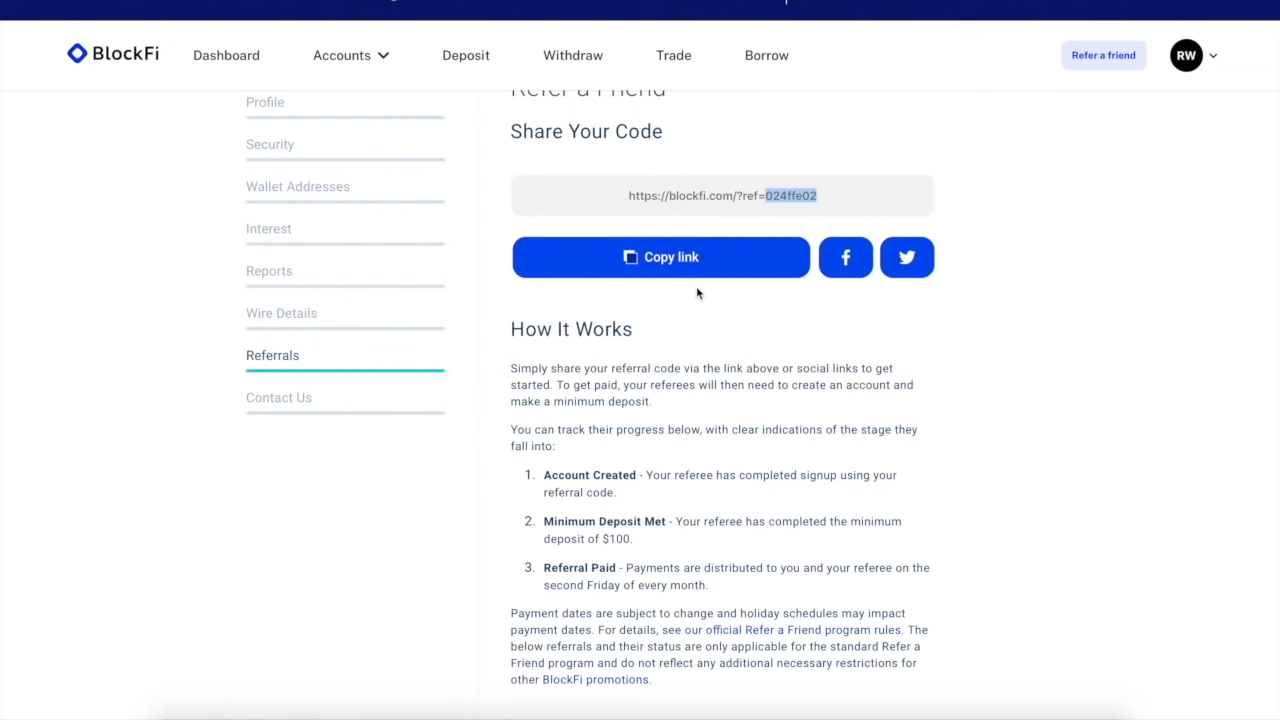 BlockFi
Dashboard
Accounts
Deposit
Withdraw
Trade
Borrow
Refer a friend
RW
Profile
Security
Wallet Addresses
Interest
Reports
Wire Details
Referrals
Contact Us
Refer a Friend
Share Your Code
https://blockfi.com/?ref=024ffe02
Copy link
How It Works
Simply share your referral code via the link above or social links to get
started. To get paid, your referees will then need to create an account and
make a minimum deposit.
You can track their progress below, with clear indications of the stage they
fall into:
1. Account Created - Your referee has completed signup using your
referral code.
2. Minimum Deposit Met - Your referee has completed the minimum
deposit of $100.
3. Referral Paid - Payments are distributed to you and your referee on the
second Friday of every month.
Payment dates are subject to change and holiday schedules may impact
payment dates. For details, see our official Refer a Friend program rules. The
below referrals and their status are only applicable for the standard Refer a
Friend program and do not reflect any additional necessary restrictions for
other BlockFi promotions.